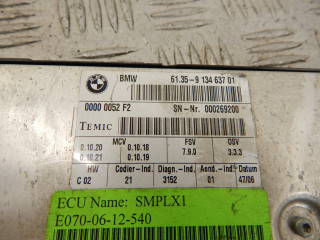 BMW 61.35-9 134 637 01
0000 0052 F2 SN-Nr. 000269200
TEMIC
MCV FSV OSV
0.10.20 0.10.18 7.9.0 3.3.3
0.10.21 0.10.19
HW Codier-Ind. Diagn.-Ind. Aend.-Ind. Datum
C 02 21 3152 01 47/06
ECU Name: SMPLX1
E070-06-12-540